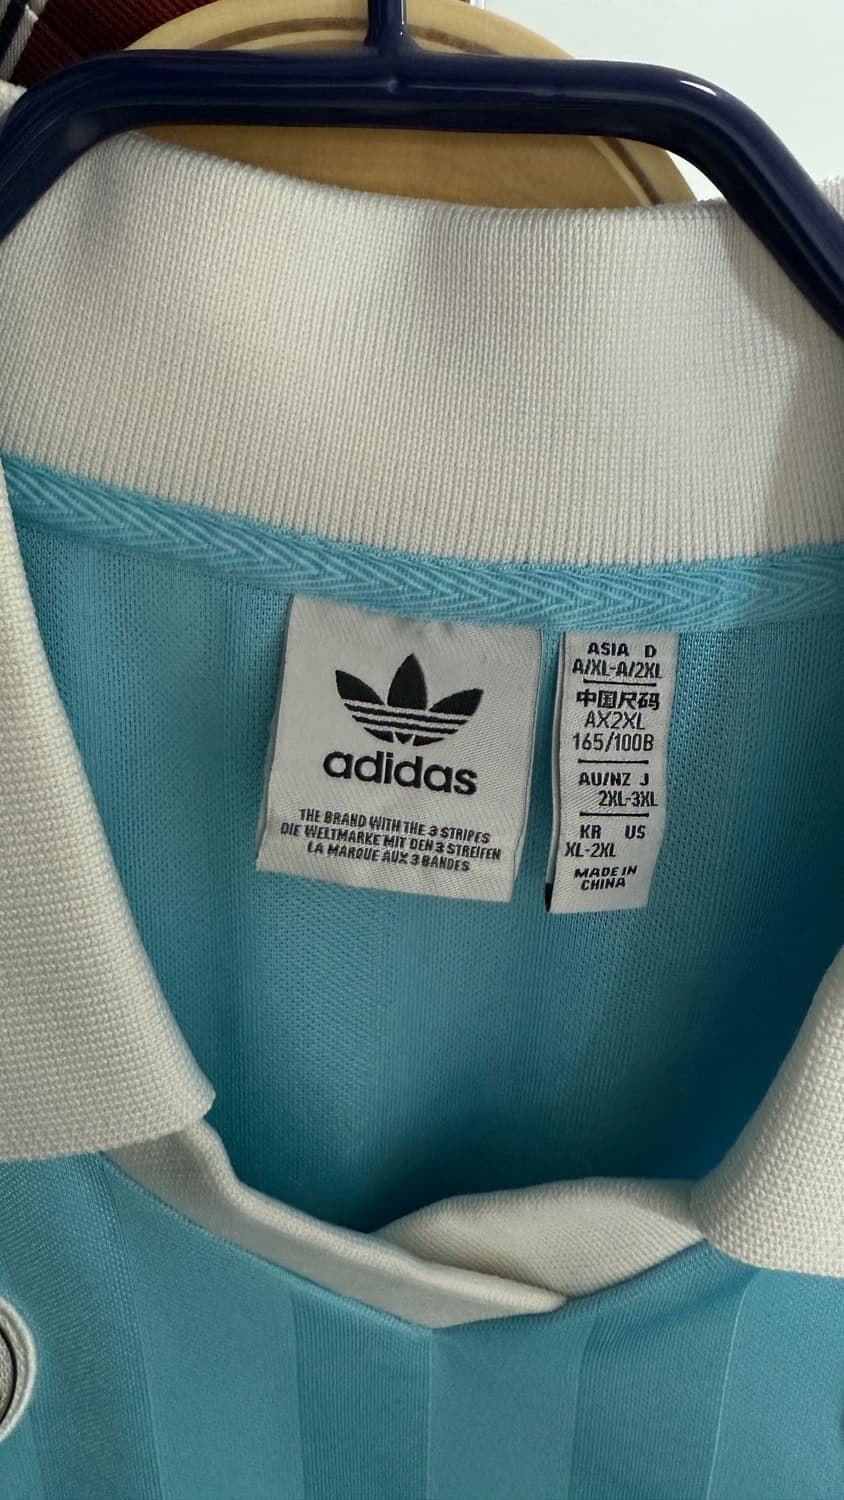 adidas
THE BRAND WITH THE 3 STRIPES
DIE WELTMARKE MIT DEN 3 STREIFEN
LA MARQUE AUX 3 BANDES
ASIA D
A/XL-A/2XL
中国尺码
AX2XL
165/100B
AU/NZ J
2XL-3XL
KR US
XL-2XL
MADE IN
CHINA